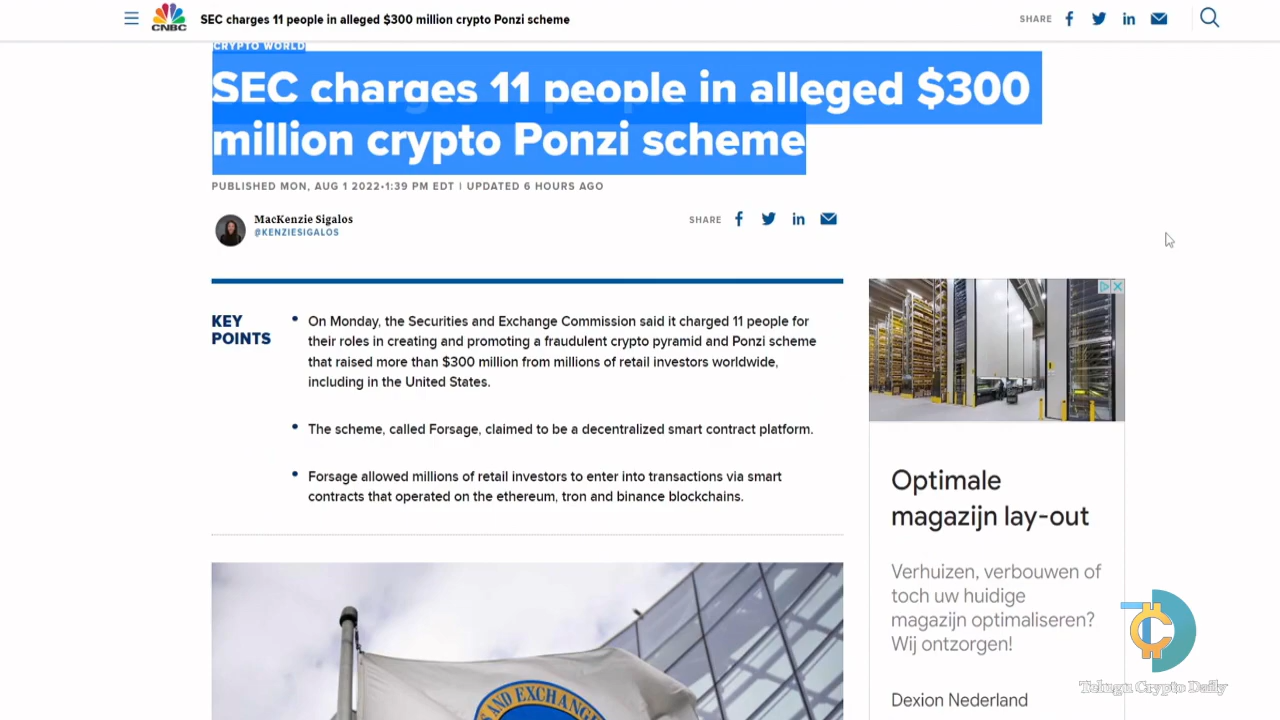 CNBC
SEC charges 11 people in alleged $300 million crypto Ponzi scheme
SHARE
CRYPTO WORLD
SEC charges 11 people in alleged $300
million crypto Ponzi scheme
PUBLISHED MON, AUG 1 2022•1:39 PM EDT | UPDATED 6 HOURS AGO
MacKenzie Sigalos
@KENZIESIGALOS
SHARE
KEY
POINTS
• On Monday, the Securities and Exchange Commission said it charged 11 people for
their roles in creating and promoting a fraudulent crypto pyramid and Ponzi scheme
that raised more than $300 million from millions of retail investors worldwide,
including in the United States.
• The scheme, called Forsage, claimed to be a decentralized smart contract platform.
• Forsage allowed millions of retail investors to enter into transactions via smart
contracts that operated on the ethereum, tron and binance blockchains.
AND EXCHANGE
Optimale
magazijn lay-out
Verhuizen, verbouwen of
toch uw huidige
magazijn optimaliseren?
Wij ontzorgen!
Dexion Nederland
Telugu Crypto Daily